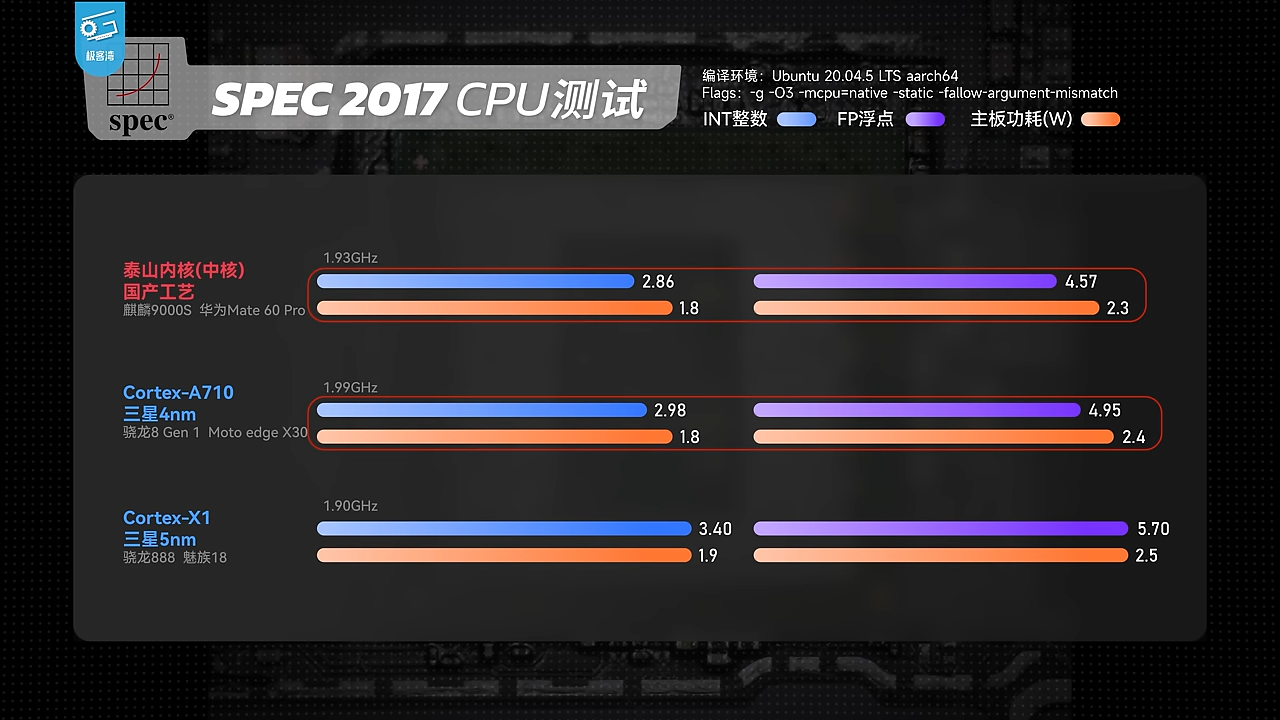 极客湾
spec®
SPEC 2017 CPU测试
编译环境：Ubuntu 20.04.5 LTS aarch64
Flags：-g -O3 -mcpu=native -static -fallow-argument-mismatch
INT整数 FP浮点 主板功耗(W)
1.93GHz
泰山内核(中核)
国产工艺
麒麟9000S 华为Mate 60 Pro
2.86 4.57
1.8 2.3
1.99GHz
Cortex-A710
三星4nm
骁龙8 Gen 1 Moto edge X30
2.98 4.95
1.8 2.4
1.90GHz
Cortex-X1
三星5nm
骁龙888 魅族18
3.40 5.70
1.9 2.5